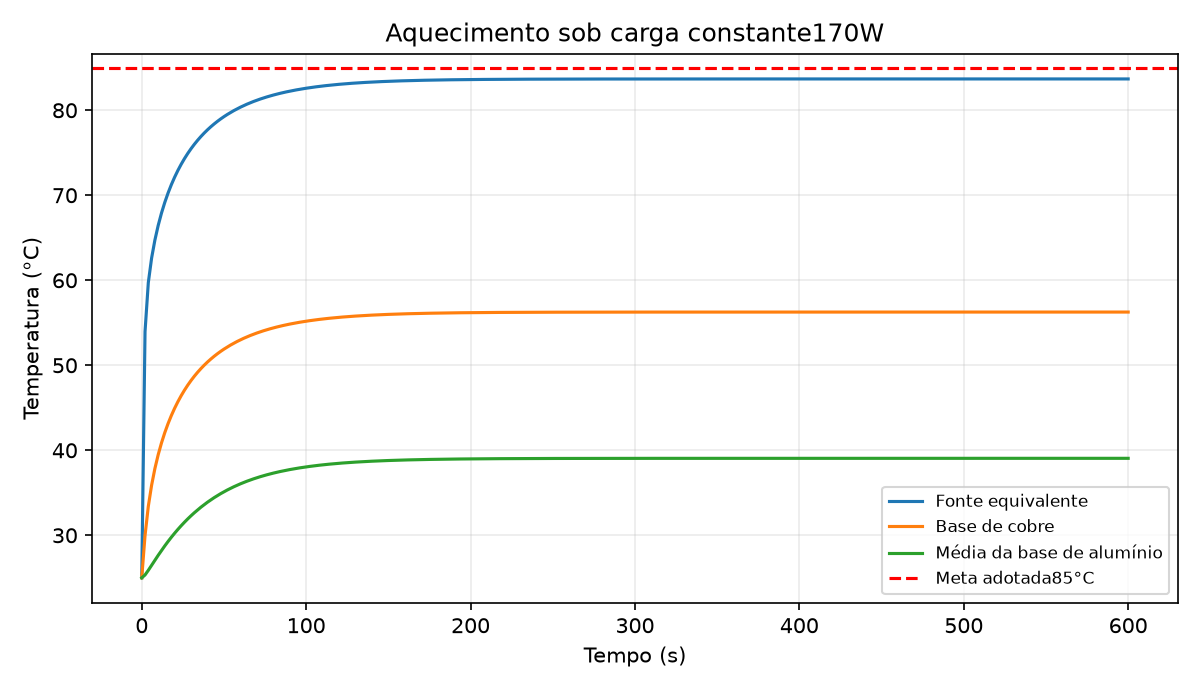 Aquecimento sob carga constante170W
Temperatura (°C)
80
70
60
50
40
30
0
100
200
300
400
500
600
Tempo (s)
Fonte equivalente
Base de cobre
Média da base de alumínio
Meta adotada85°C